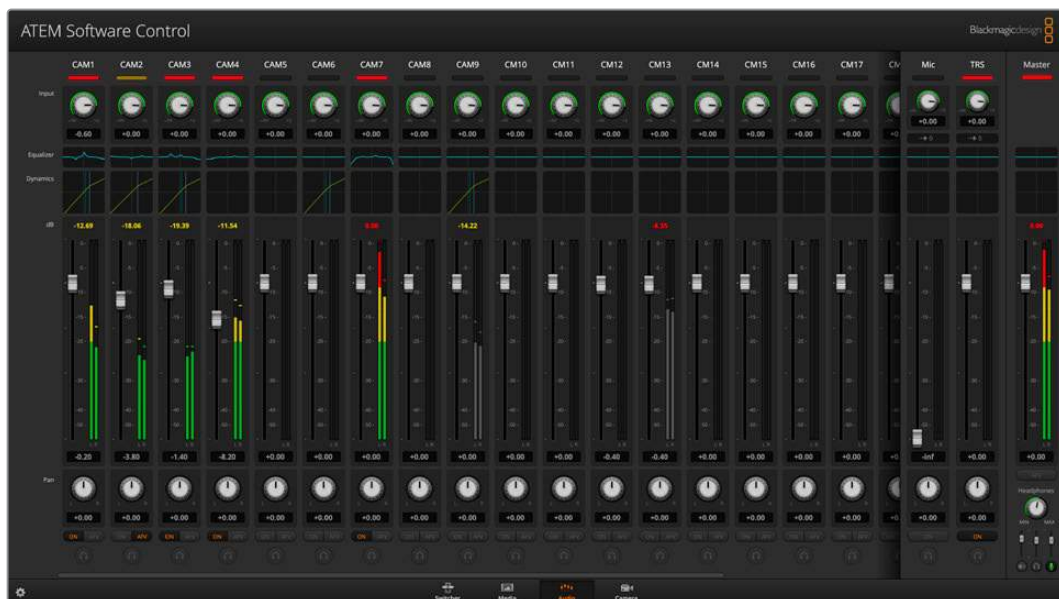 ATEM Software Control
Blackmagicdesign
CAM1 CAM2 CAM3 CAM4 CAM5 CAM6 CAM7 CAM8 CAM9 CM10 CM11 CM12 CM13 CM14 CM15 CM16 CM17 Mic TRS Master
Input
-0.60 +0.00 +0.00 +0.00 +0.00 +0.00 +0.00 +0.00 +0.00 +0.00 +0.00 +0.00 +0.00 +0.00 +0.00 +0.00 +0.00 +0.00 +0.00
Equalizer
Dynamics
dB -12.69 -18.06 -19.39 -11.54 0.00 -14.22 0.00
-0.20 -3.80 -1.40 -8.20 +0.00 +0.00 +0.00 +0.00 +0.00 +0.00 +0.00 -0.40 -0.40 +0.00 +0.00 +0.00 +0.00 -inf +0.00 +0.00
Pan
Headphones
+0.00 +0.00 +0.00 +0.00 +0.00 +0.00 +0.00 +0.00 +0.00 +0.00 +0.00 +0.00 +0.00 +0.00 +0.00 +0.00 +0.00 +0.00 +0.00
ON AFV ON ON ON ON
Switcher Media Audio Camera